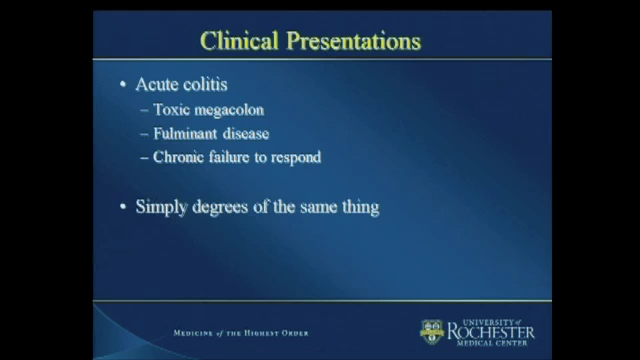 Clinical Presentations
• Acute colitis
– Toxic megacolon
– Fulminant disease
– Chronic failure to respond
• Simply degrees of the same thing
MEDICINE of THE HIGHEST ORDER
UNIVERSITY of
ROCHESTER
MEDICAL CENTER